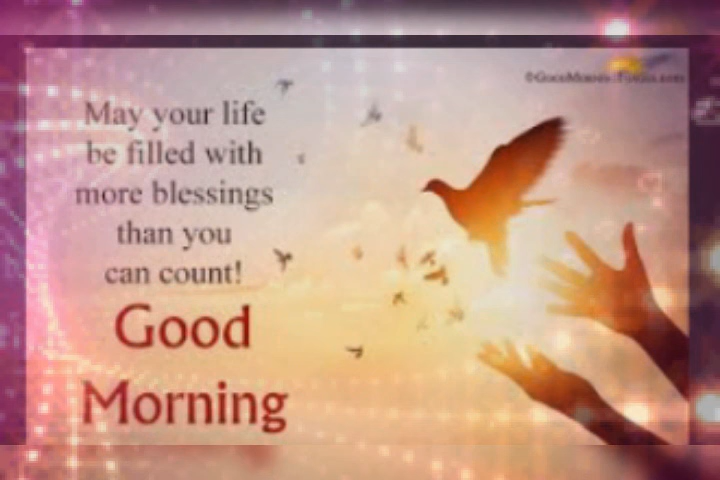 May your life
be filled with
more blessings
than you
can count!
Good
Morning